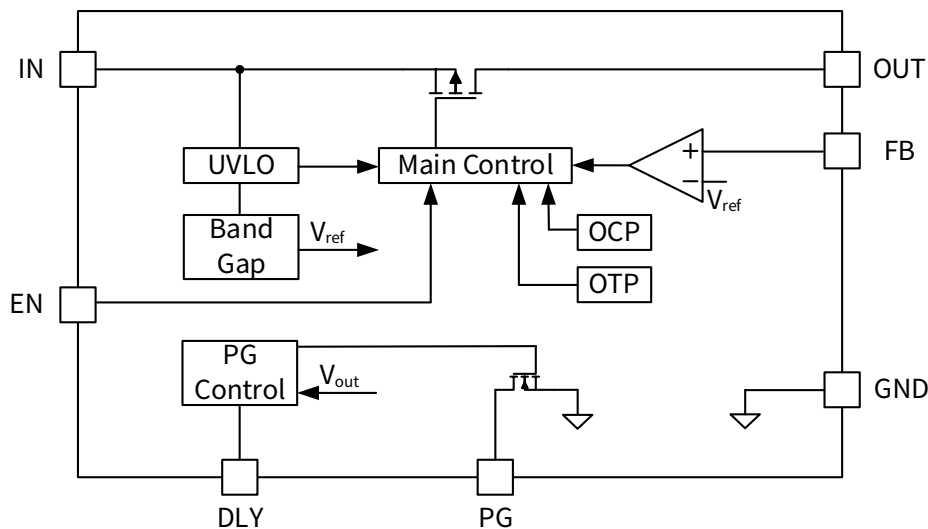 IN
OUT
UVLO
Main Control
+
−
V_ref
FB
Band
Gap
V_ref
OCP
OTP
EN
PG
Control
V_out
GND
DLY
PG